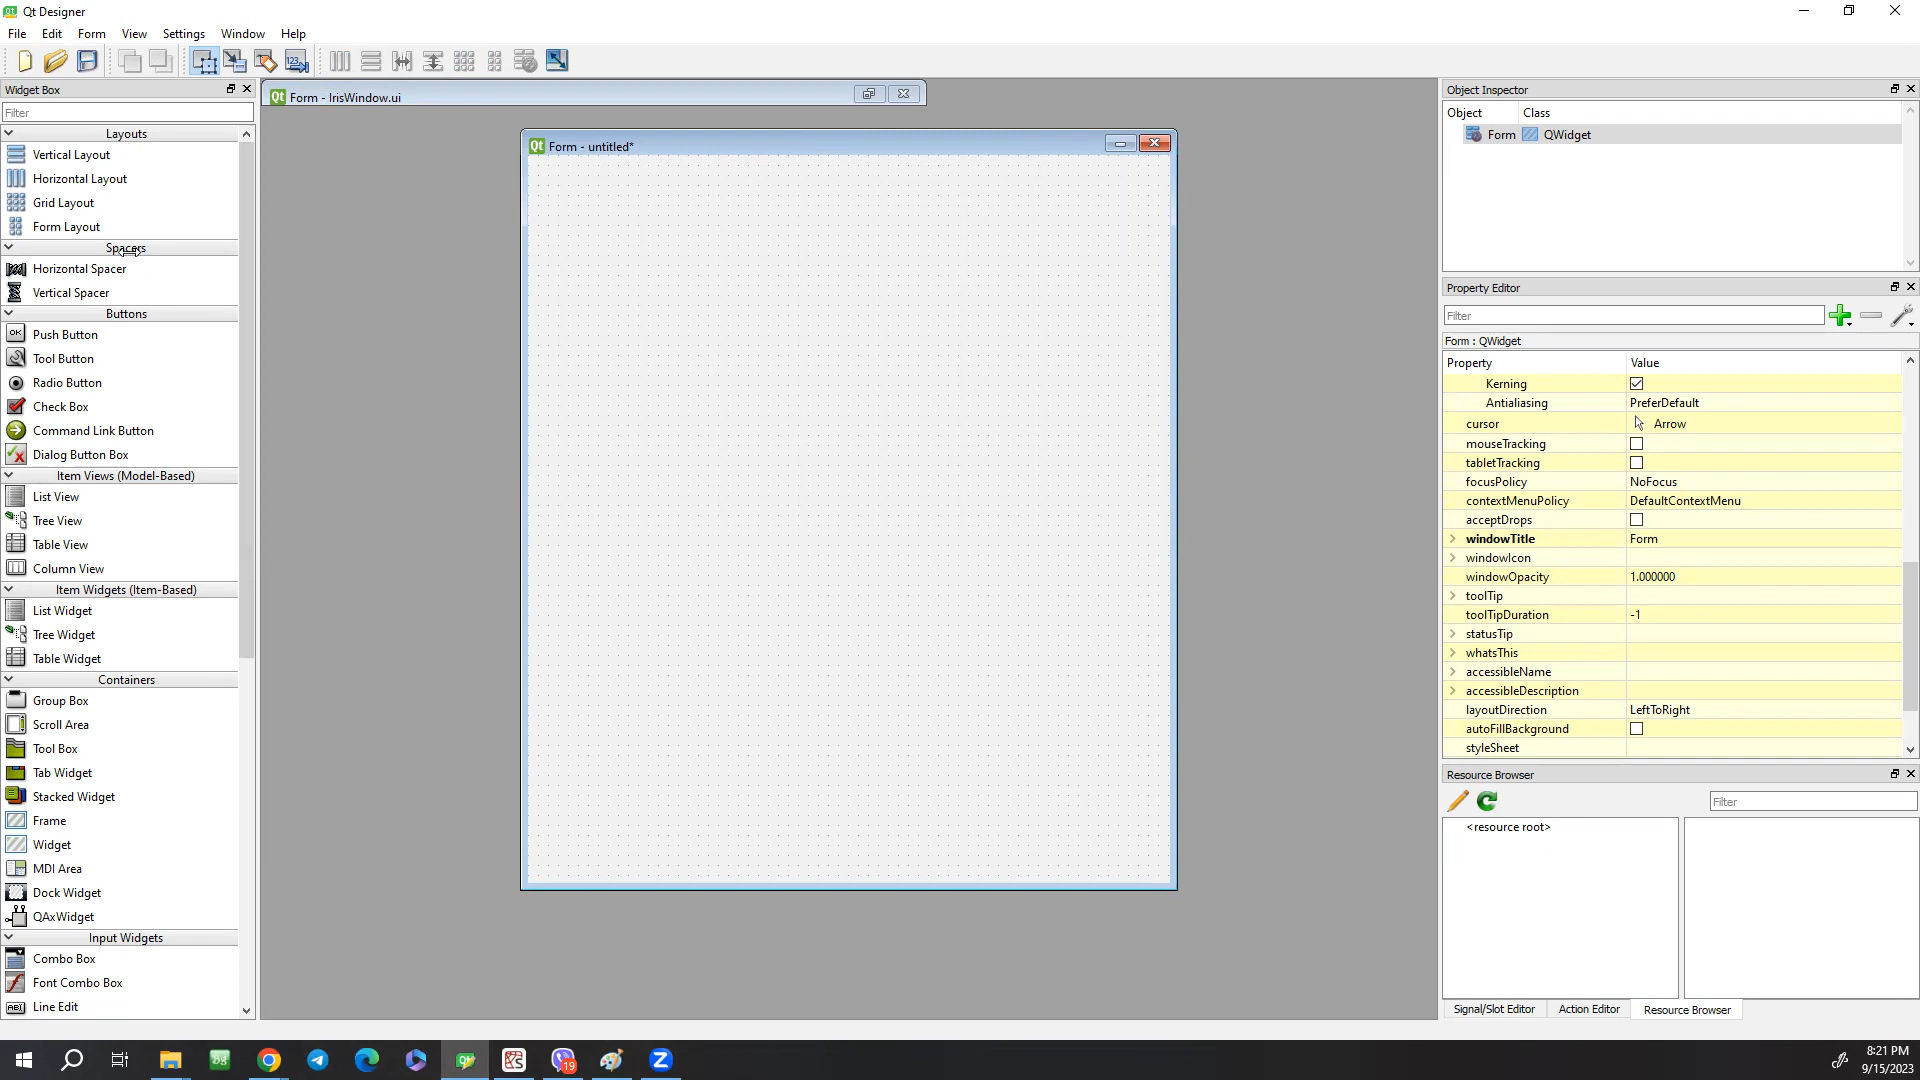 Qt Designer
File Edit Form View Settings Window Help
Widget Box
Filter
Layouts
Vertical Layout
Horizontal Layout
Grid Layout
Form Layout
Spacers
Horizontal Spacer
Vertical Spacer
Buttons
Push Button
Tool Button
Radio Button
Check Box
Command Link Button
Dialog Button Box
Item Views (Model-Based)
List View
Tree View
Table View
Column View
Item Widgets (Item-Based)
List Widget
Tree Widget
Table Widget
Containers
Group Box
Scroll Area
Tool Box
Tab Widget
Stacked Widget
Frame
Widget
MDI Area
Dock Widget
QAxWidget
Input Widgets
Combo Box
Font Combo Box
Line Edit
Form - IrisWindow.ui
Form - untitled*
Object Inspector
Object Class
Form QWidget
Property Editor
Filter
Form : QWidget
Property Value
Kerning
Antialiasing PreferDefault
cursor Arrow
mouseTracking
tabletTracking
focusPolicy NoFocus
contextMenuPolicy DefaultContextMenu
acceptDrops
windowTitle Form
windowIcon
windowOpacity 1.000000
toolTip
toolTipDuration -1
statusTip
whatsThis
accessibleName
accessibleDescription
layoutDirection LeftToRight
autoFillBackground
styleSheet
Resource Browser
Filter
<resource root>
Signal/Slot Editor Action Editor Resource Browser
19
8:21 PM
9/15/2023